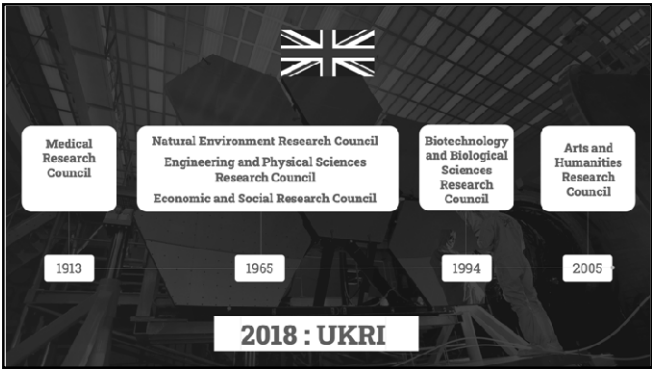 Medical
Research
Council
Natural Environment Research Council
Engineering and Physical Sciences
Research Council
Economic and Social Research Council
Biotechnology
and Biological
Sciences
Research
Council
Arts and
Humanities
Research
Council
1913
1965
1994
2005
2018 : UKRI